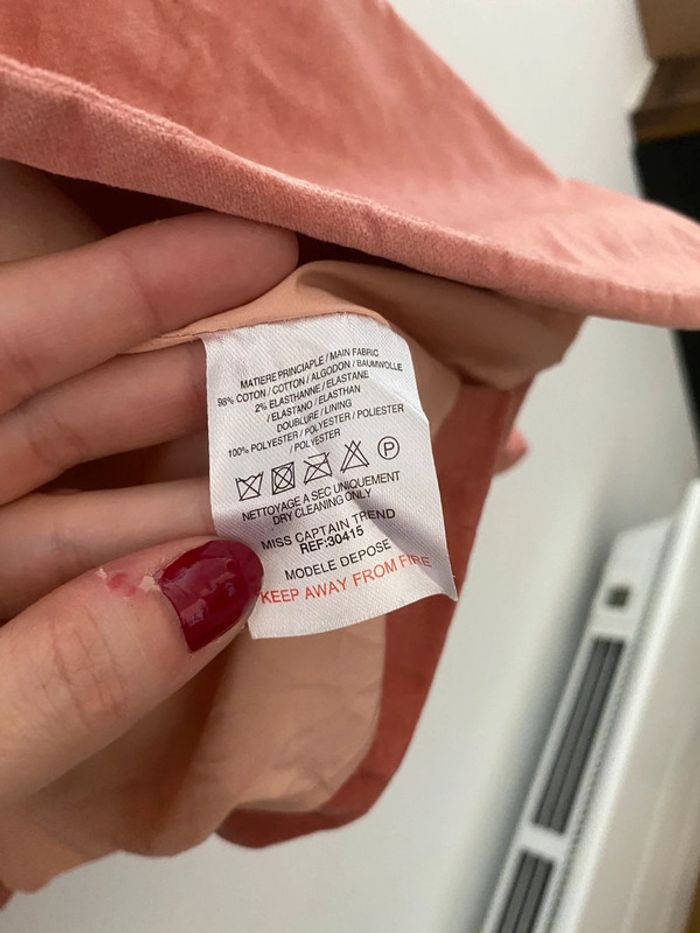 MATIERE PRINCIAPLE / MAIN FABRIC
98% COTON / COTTON / ALGODON / BAUMWOLLE
2% ELASTHANNE / ELASTANE
/ ELASTANO / ELASTHAN
DOUBLURE / LINING
100% POLYESTER / POLYESTER / POLIESTER
/ POLYESTER
P
NETTOYAGE A SEC UNIQUEMENT
DRY CLEANING ONLY
MISS CAPTAIN TREND
REF:30415
MODELE DEPOSE
KEEP AWAY FROM FIRE